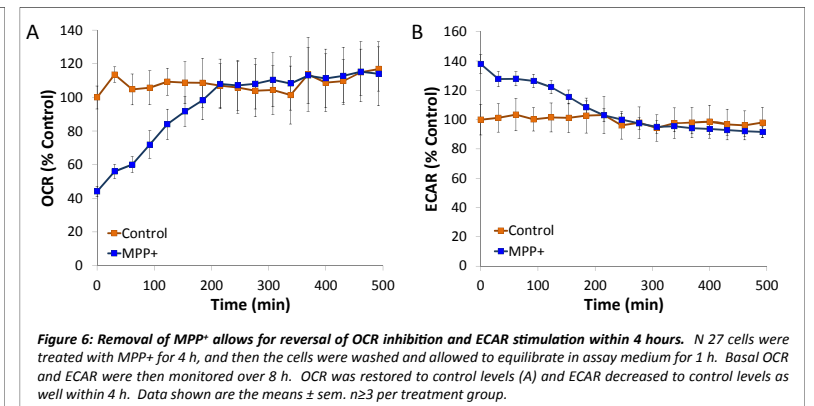 A
140
120
100
80
60
40
20
0
OCR (% Control)
Control
MPP+
0
100
200
300
400
500
Time (min)
B
160
140
120
100
80
60
40
20
0
ECAR (% Control)
Control
MPP+
0
100
200
300
400
500
Time (min)
Figure 6: Removal of MPP⁺ allows for reversal of OCR inhibition and ECAR stimulation within 4 hours. N 27 cells were
treated with MPP+ for 4 h, and then the cells were washed and allowed to equilibrate in assay medium for 1 h. Basal OCR
and ECAR were then monitored over 8 h. OCR was restored to control levels (A) and ECAR decreased to control levels as
well within 4 h. Data shown are the means ± sem. n≥3 per treatment group.